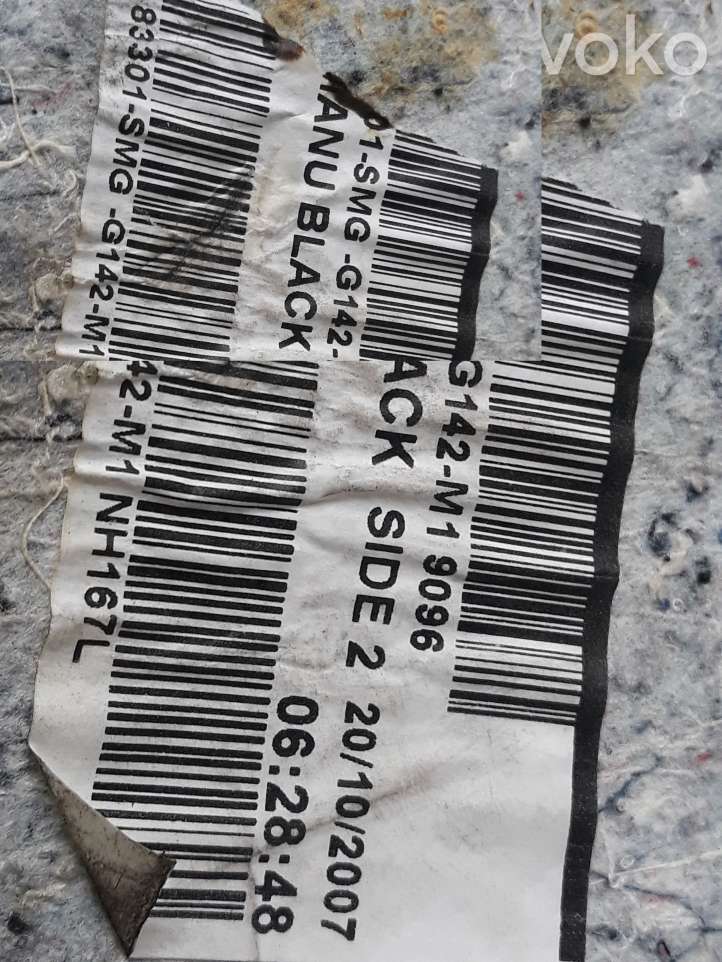 voko
01-SMG -G142-
ANU BLACK
83301-SMG -G142-M1
G142-M1 9096
ACK SIDE 2 20/10/2007
06:28:48
42-M1 NH167L